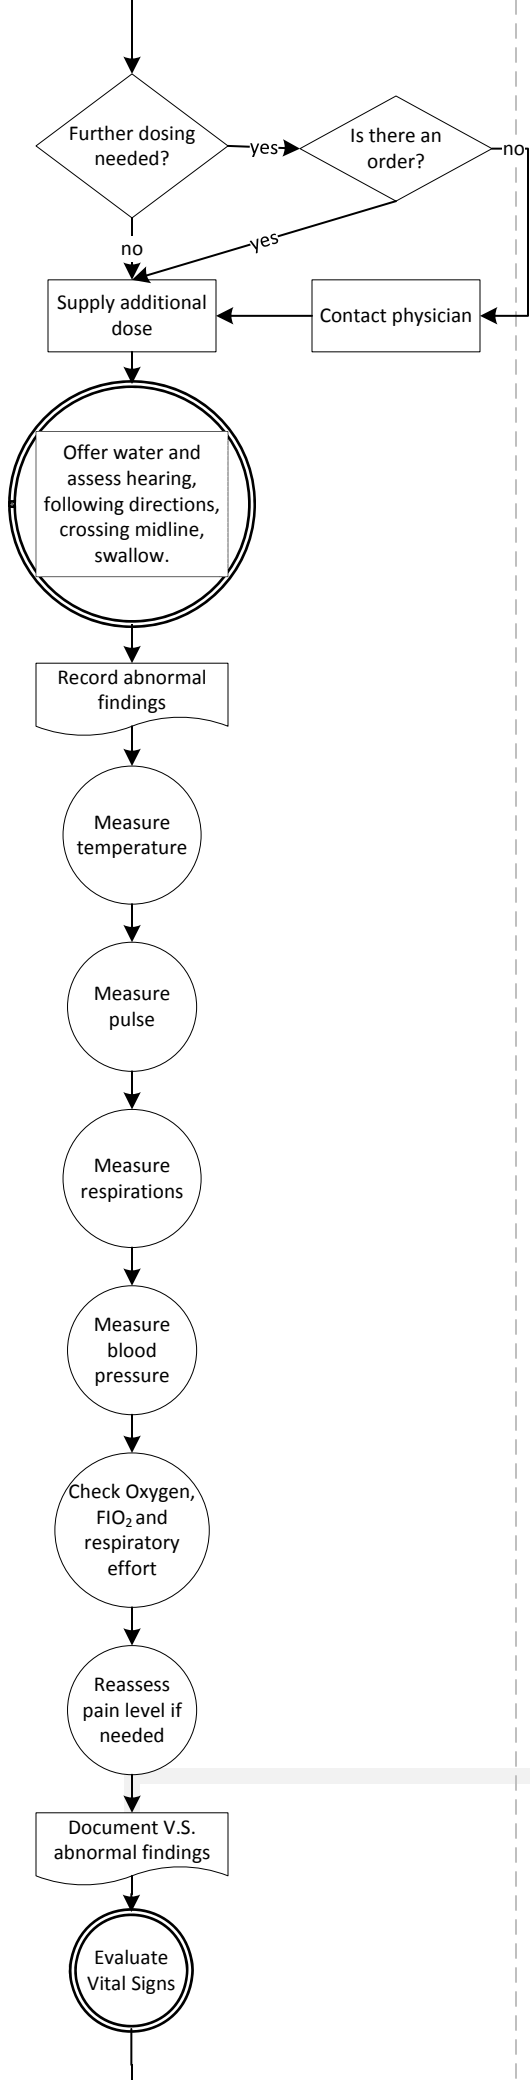 Further dosing
needed?
yes
Is there an
order?
no
no
yes
Supply additional
dose
Contact physician
Offer water and
assess hearing,
following directions,
crossing midline,
swallow.
Record abnormal
findings
Measure
temperature
Measure
pulse
Measure
respirations
Measure
blood
pressure
Check Oxygen,
FIO₂ and
respiratory
effort
Reassess
pain level if
needed
Document V.S.
abnormal findings
Evaluate
Vital Signs